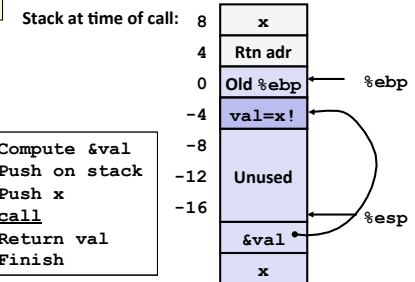 Stack at time of call:
8 x
4 Rtn adr
0 Old %ebp %ebp
-4 val=x!
-8
-12 Unused
-16
%esp
&val
x
Compute &val
Push on stack
Push x
call
Return val
Finish